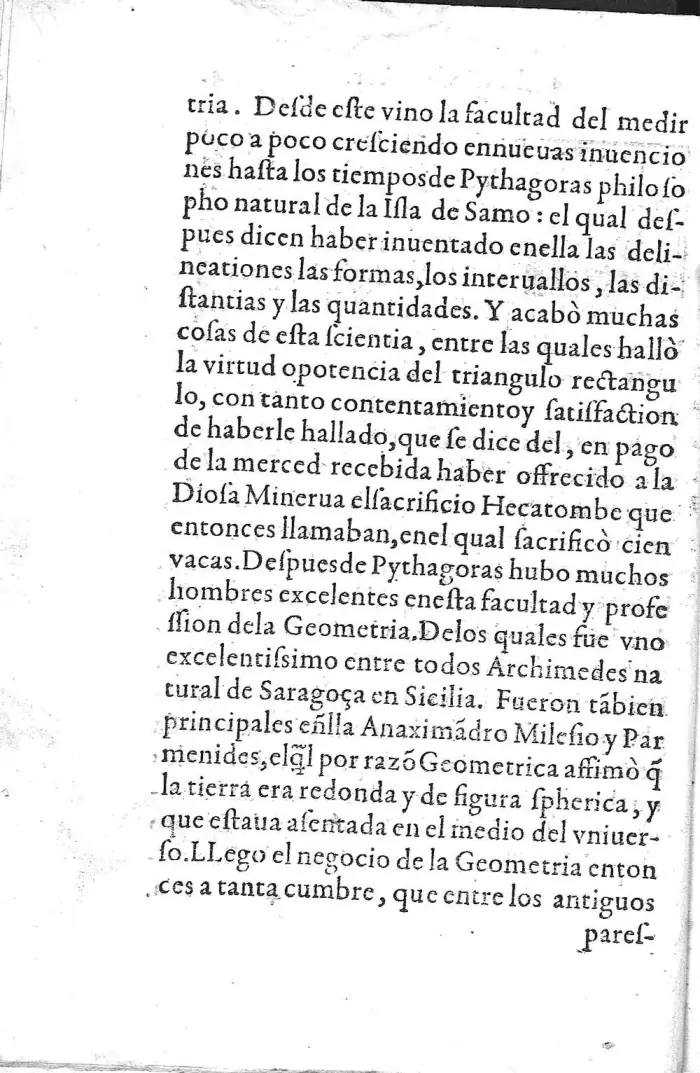 tria. Deſde eſte vino la facultad del medir
poco a poco creſciendo ennueuas inuencio
nes haſta los tiemposde Pythagoras philoſo
pho natural de la Iſla de Samo: el qual deſ-
pues dicen haber inuentado enella las deli-
neationes las formas, los interuallos, las di-
ſtantias y las quantidades. Y acabò muchas
coſas de eſta ſcientia, entre las quales hallò
la virtud opotencia del triangulo rectangu
lo, con tanto contentamientoy ſatiſfaction
de haberle hallado, que ſe dice del, en pago
de la merced recebida haber offrecido a la
Dioſa Minerua elſacrificio Hecatombe que
entonces llamaban, enel qual ſacrificò cien
vacas. Deſpuesde Pythagoras hubo muchos
hombres excelentes eneſta facultad y profe
ſſion dela Geometria. Delos quales fue vno
excelentiſsimo entre todos Archimedes na
tural de Saragoça en Sicilia. Fueron tãbien
principales eñlla Anaximãdro Mileſio y Par
menides, elq̃l por razõ Geometrica affimò q̃
la tierra era redonda y de figura ſpherica, y
que eſtaua aſentada en el medio del vniuer-
ſo. LLego el negocio de la Geometria enton
ces a tanta cumbre, que entre los antiguos
pareſ-